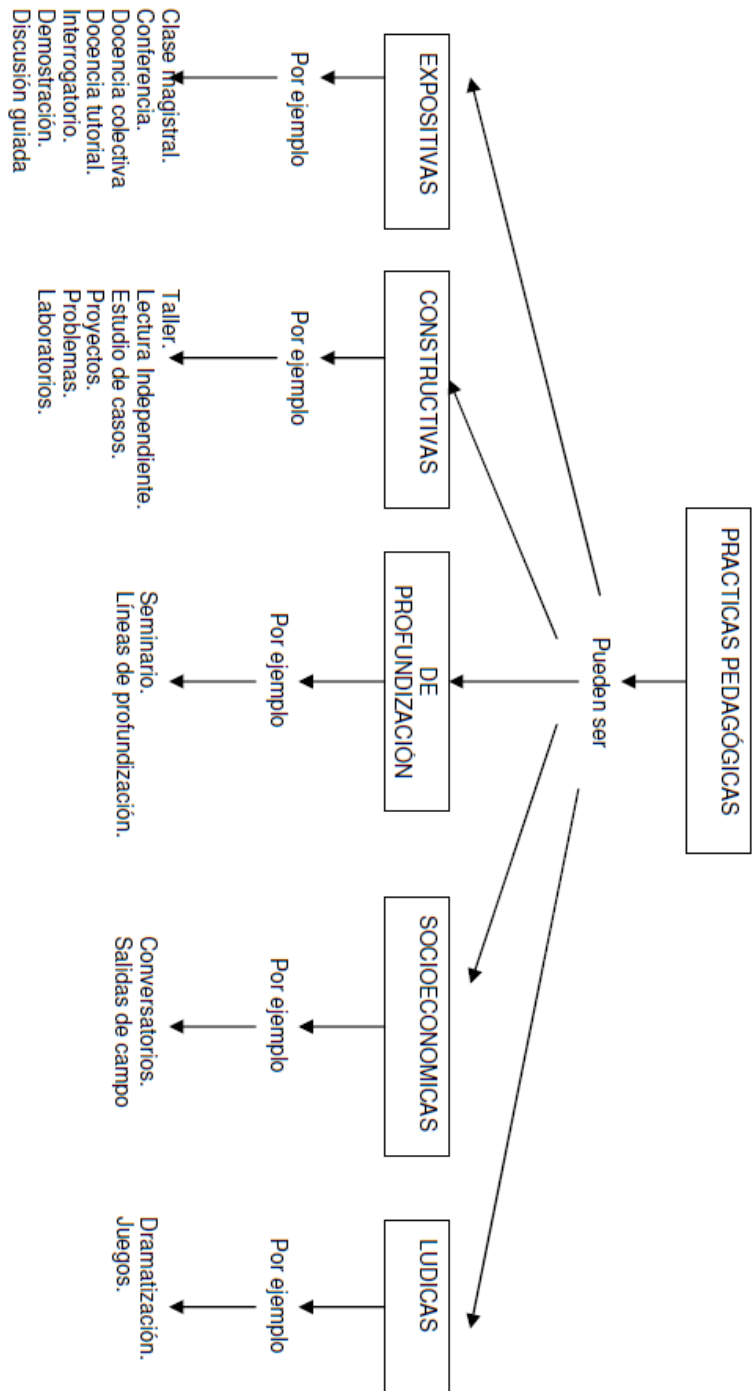 PRACTICAS PEDAGÓGICAS
Pueden ser
EXPOSITIVAS
Por ejemplo
Clase magistral.
Conferencia.
Docencia colectiva
Docencia tutorial.
Interrogatorio.
Demostración.
Discusión guiada
CONSTRUCTIVAS
Por ejemplo
Taller.
Lectura Independiente.
Estudio de casos.
Proyectos.
Problemas.
Laboratorios.
DE
PROFUNDIZACIÓN
Por ejemplo
Seminario.
Líneas de profundización.
SOCIOECONOMICAS
Por ejemplo
Conversatorios.
Salidas de campo
LUDICAS
Por ejemplo
Dramatización.
Juegos.